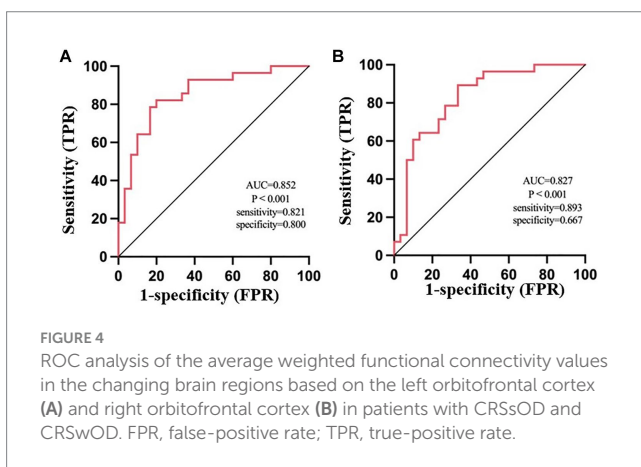 A
B
100
80
60
40
20
0
Sensitivity (TPR)
AUC=0.852
P < 0.001
sensitivity=0.821
specificity=0.800
0 20 40 60 80 100
1-specificity (FPR)
100
80
60
40
20
0
Sensitivity (TPR)
AUC=0.827
P < 0.001
sensitivity=0.893
specificity=0.667
0 20 40 60 80 100
1-specificity (FPR)
FIGURE 4
ROC analysis of the average weighted functional connectivity values
in the changing brain regions based on the left orbitofrontal cortex
(A) and right orbitofrontal cortex (B) in patients with CRSsOD and
CRSwOD. FPR, false-positive rate; TPR, true-positive rate.